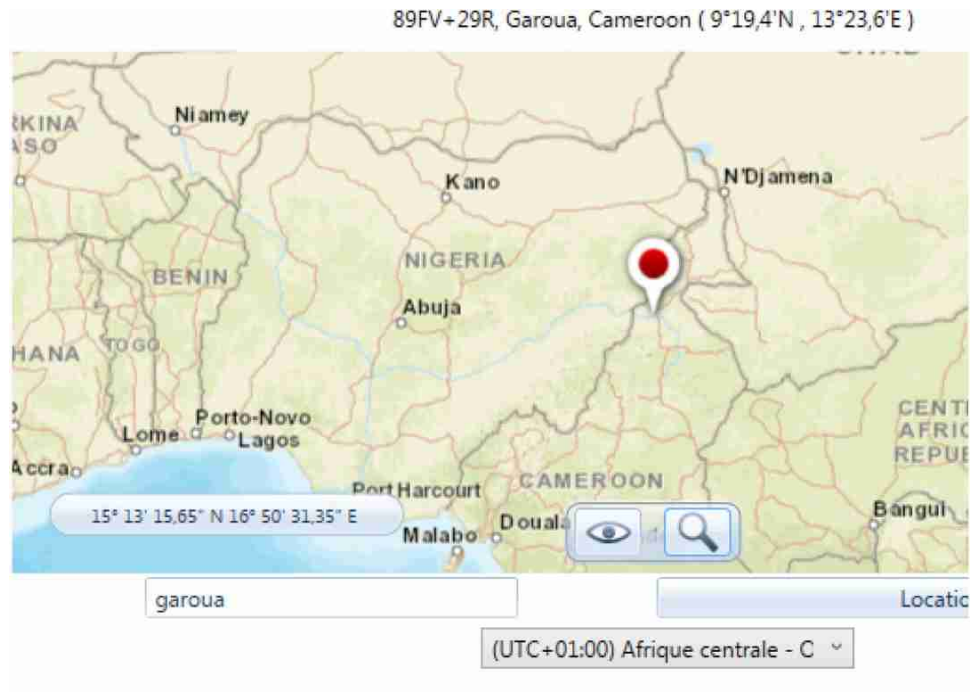 89FV+29R, Garoua, Cameroon ( 9°19,4'N , 13°23,6'E )
Niamey
RKINA
ASO
Kano
N'Djamena
NIGERIA
BENIN
Abuja
HANA
TOGO
Porto-Novo
Lome
Lagos
CENT
AFRIC
REPUB
Accra
Port Harcourt
CAMEROON
15° 13' 15,65" N 16° 50' 31,35" E
Malabo
Douala
Bangui
garoua
Locatio
(UTC+01:00) Afrique centrale - O